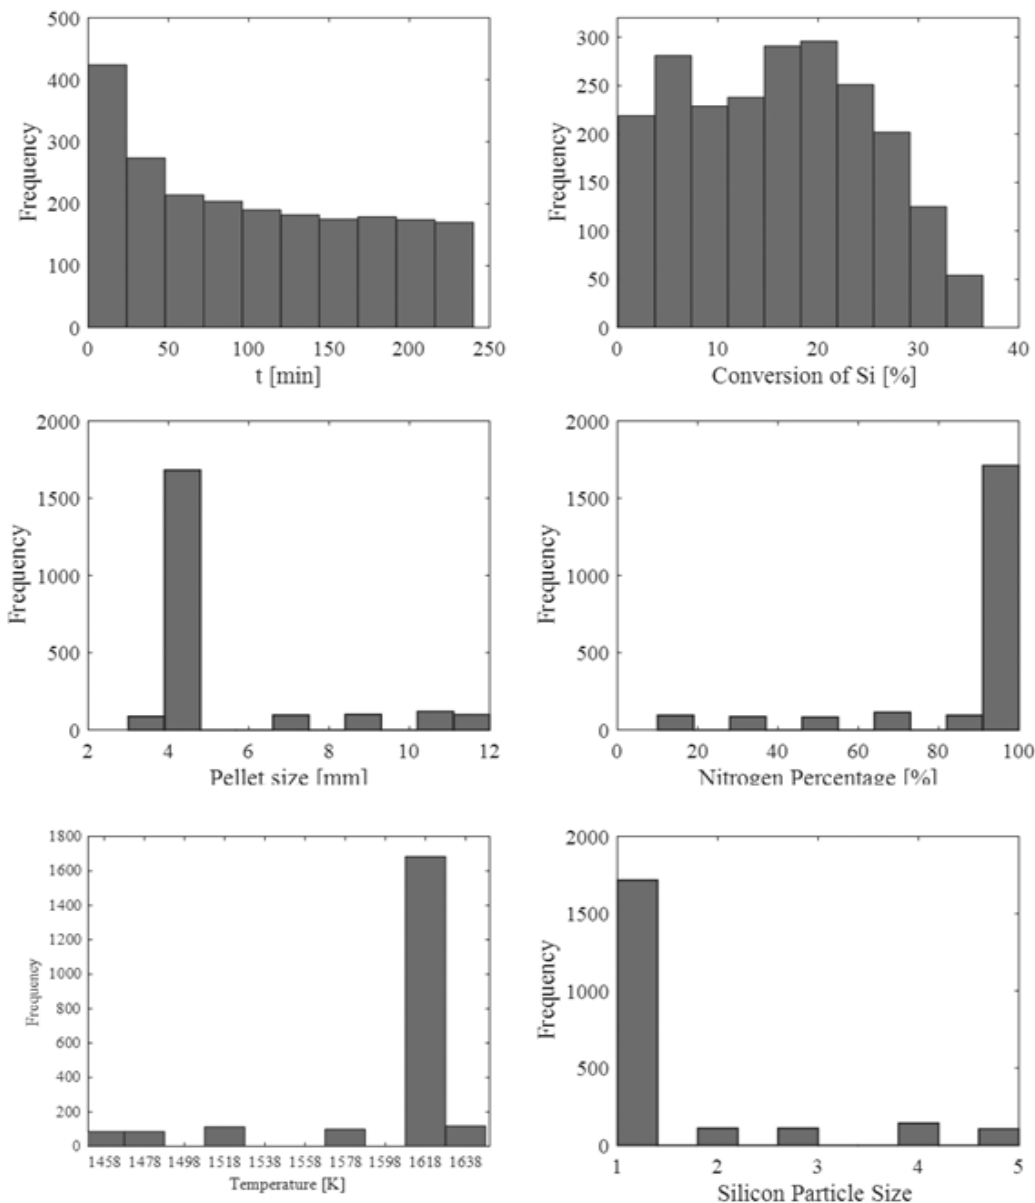 500
400
300
200
100
0
Frequency
0 50 100 150 200 250
t [min]
300
250
200
150
100
50
0
Frequency
0 10 20 30 40
Conversion of Si [%]
2000
1500
1000
500
0
Frequency
2 4 6 8 10 12
Pellet size [mm]
2000
1500
1000
500
0
Frequency
0 20 40 60 80 100
Nitrogen Percentage [%]
1800
1600
1400
1200
1000
800
600
400
200
0
Frequency
1458 1478 1498 1518 1538 1558 1578 1598 1618 1638
Temperature [K]
2000
1500
1000
500
0
Frequency
1 2 3 4 5
Silicon Particle Size